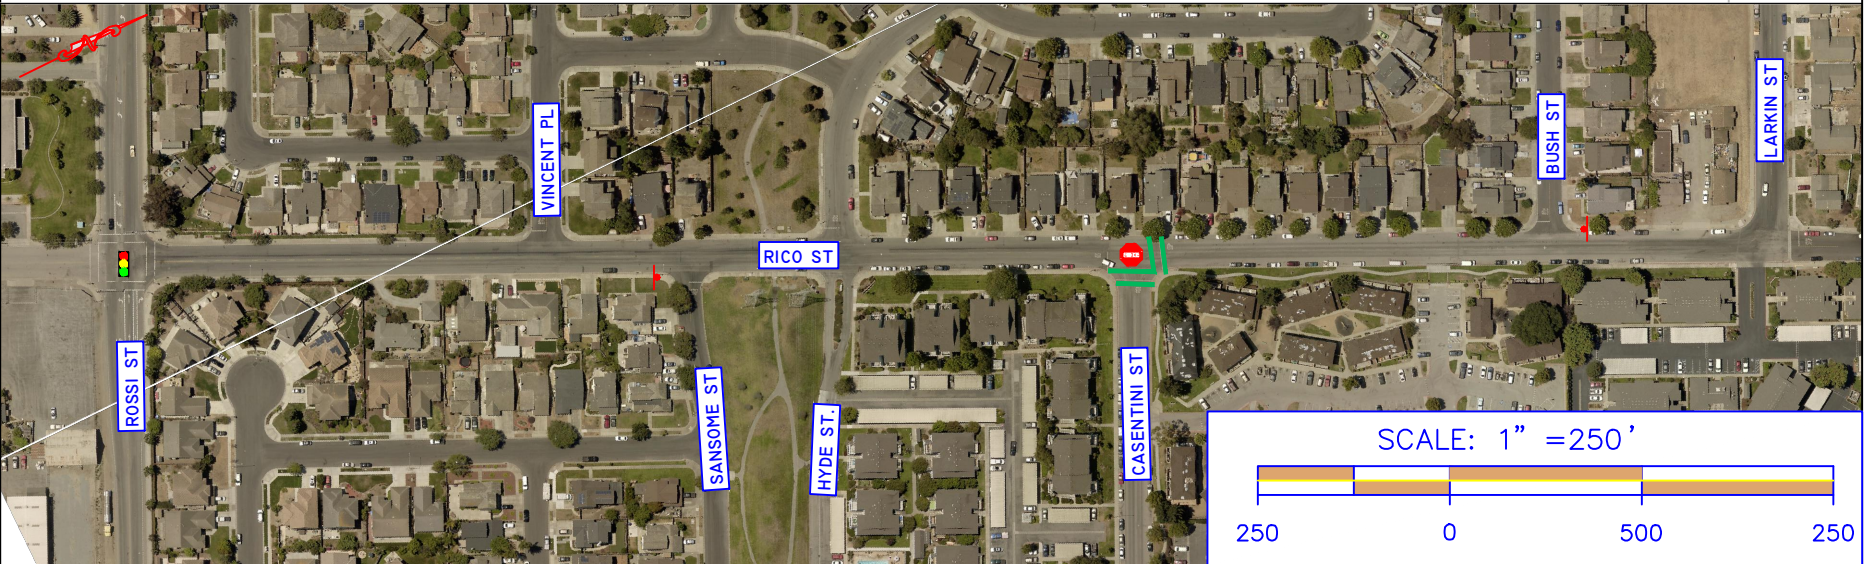 VINCENT PL
BUSH ST
LARKIN ST
RICO ST
ROSSI ST
SANSOME ST
HYDE ST.
CASENTINI ST
SCALE: 1" =250'
250 0 500 250